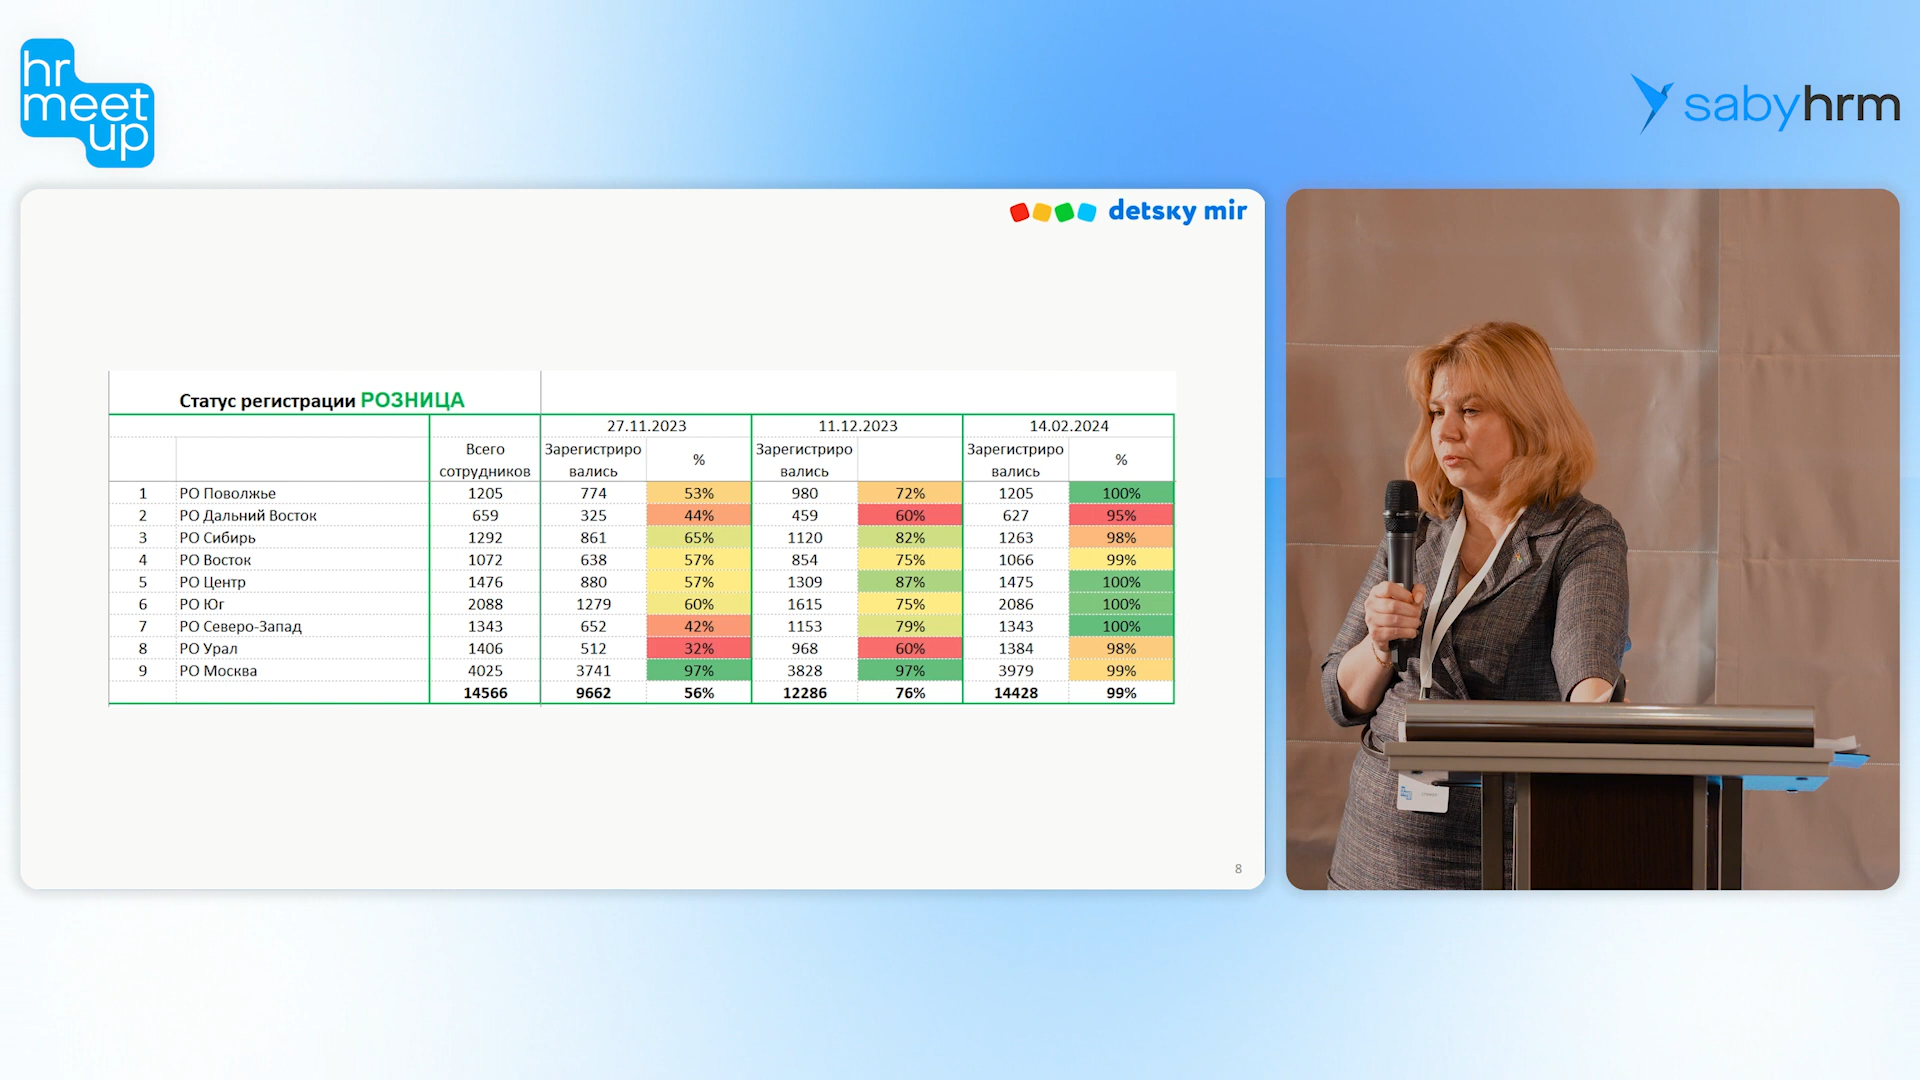 hr
meet
up
sabyhrm
detsky mir
Статус регистрации РОЗНИЦА
27.11.2023 11.12.2023 14.02.2024
Всего сотрудников Зарегистрировались % Зарегистрировались Зарегистрировались %
1 РО Поволжье 1205 774 53% 980 72% 1205 100%
2 РО Дальний Восток 659 325 44% 459 60% 627 95%
3 РО Сибирь 1292 861 65% 1120 82% 1263 98%
4 РО Восток 1072 638 57% 854 75% 1066 99%
5 РО Центр 1476 880 57% 1309 87% 1475 100%
6 РО Юг 2088 1279 60% 1615 75% 2086 100%
7 РО Северо-Запад 1343 652 42% 1153 79% 1343 100%
8 РО Урал 1406 512 32% 968 60% 1384 98%
9 РО Москва 4025 3741 97% 3828 97% 3979 99%
14566 9662 56% 12286 76% 14428 99%
8